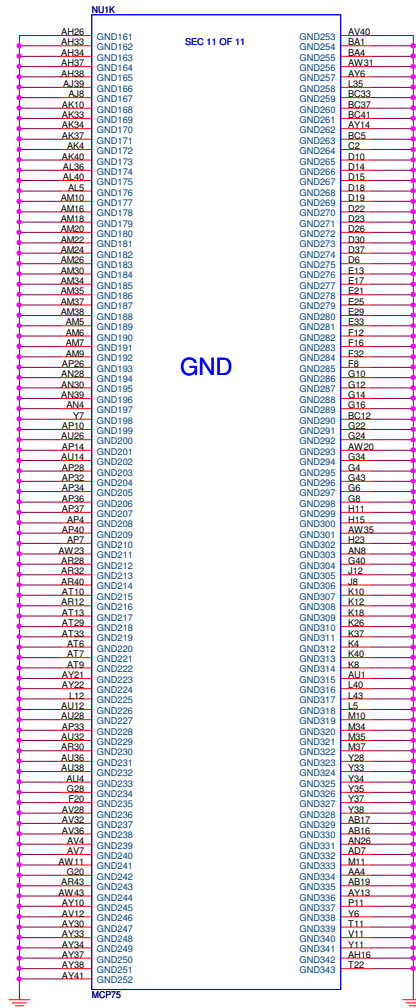 NU1K
SEC 11 OF 11
AH26 GND161
AH33 GND162
AH34 GND163
AH37 GND164
AH38 GND165
AJ39 GND166
AJ8 GND167
AK10 GND168
AK33 GND169
AK34 GND170
AK37 GND171
AK4 GND172
AK40 GND173
AL36 GND174
AL40 GND175
AL5 GND176
AM10 GND177
AM16 GND178
AM18 GND179
AM20 GND180
AM22 GND181
AM24 GND182
AM26 GND183
AM30 GND184
AM34 GND185
AM35 GND186
AM37 GND187
AM38 GND188
AM5 GND189
AM6 GND190
AM7 GND191
AM9 GND192
AP26 GND193
AN28 GND194
AN30 GND195
AN39 GND196
AN4 GND197
Y7 GND198
AP10 GND199
AU26 GND200
AP14 GND201
AU14 GND202
AP28 GND203
AP32 GND204
AP34 GND205
AP36 GND206
AP37 GND207
AP4 GND208
AP40 GND209
AP7 GND210
AW23 GND211
AR28 GND212
AR32 GND213
AR40 GND214
AT10 GND215
AR12 GND216
AT13 GND217
AT29 GND218
AT33 GND219
AT6 GND220
AT7 GND221
AT9 GND222
AY21 GND223
AY22 GND224
L12 GND225
AU12 GND226
AU28 GND227
AP33 GND228
AU32 GND229
AR30 GND230
AU36 GND231
AU38 GND232
AU4 GND233
G28 GND234
F20 GND235
AV28 GND236
AV32 GND237
AV36 GND238
AV4 GND239
AV7 GND240
AW11 GND241
G20 GND242
AR43 GND243
AW43 GND244
AY10 GND245
AV12 GND246
AY30 GND247
AY33 GND248
AY34 GND249
AY37 GND250
AY38 GND251
AY41 GND252
GND
GND253 AV40
GND254 BA1
GND255 BA4
GND256 AW31
GND257 AY6
GND258 L35
GND259 BC33
GND260 BC37
GND261 BC41
GND262 AY14
GND263 BC5
GND264 C2
GND265 D10
GND266 D14
GND267 D15
GND268 D18
GND269 D19
GND270 D22
GND271 D23
GND272 D26
GND273 D30
GND274 D37
GND275 D6
GND276 E13
GND277 E17
GND278 E21
GND279 E25
GND280 E29
GND281 E33
GND282 F12
GND283 F16
GND284 F32
GND285 F8
GND286 G10
GND287 G12
GND288 G14
GND289 G16
GND290 BC12
GND291 G22
GND292 G24
GND293 AW20
GND294 G34
GND295 G4
GND296 G43
GND297 G6
GND298 G8
GND299 H11
GND300 H15
GND301 AW35
GND302 H23
GND303 AN8
GND304 G40
GND305 J12
GND306 J8
GND307 K10
GND308 K12
GND309 K18
GND310 K26
GND311 K37
GND312 K4
GND313 K40
GND314 K8
GND315 AU1
GND316 L40
GND317 L43
GND318 L5
GND319 M10
GND320 M34
GND321 M35
GND322 M37
GND323 Y28
GND324 Y33
GND325 Y34
GND326 Y35
GND327 Y37
GND328 Y38
GND329 AB17
GND330 AB16
GND331 AN26
GND332 AD7
GND333 M11
GND334 AA4
GND335 AB19
GND336 AY13
GND337 P11
GND338 Y6
GND339 T11
GND340 V11
GND341 Y11
GND342 AH16
GND343 T22
MCP75